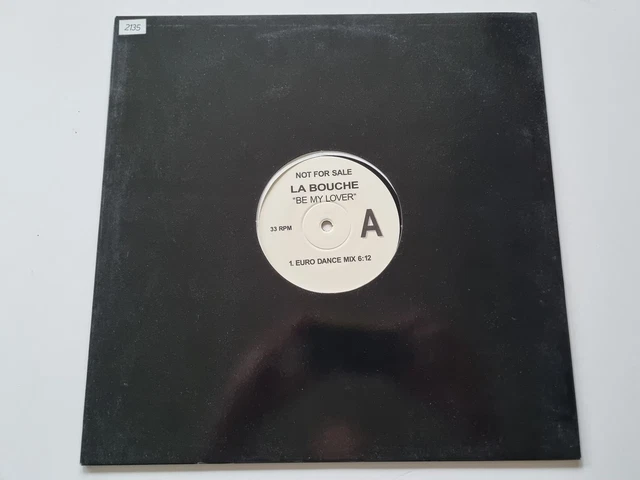 2135
NOT FOR SALE
LA BOUCHE
"BE MY LOVER"
33 RPM
A
1. EURO DANCE MIX 6:12